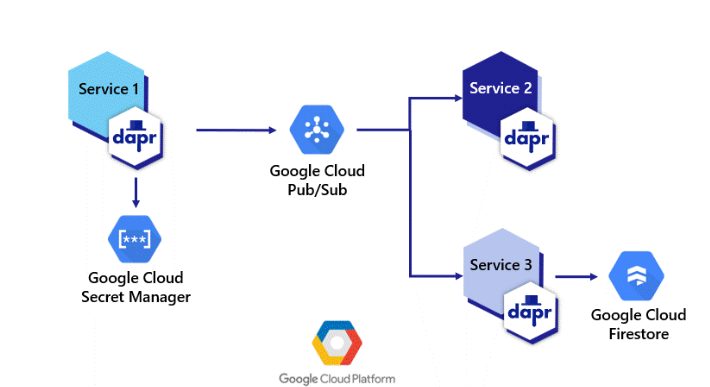 Service 1
dapr
[***]
Google Cloud
Secret Manager
Google Cloud
Pub/Sub
Service 2
dapr
Service 3
dapr
Google Cloud
Firestore
Google Cloud Platform